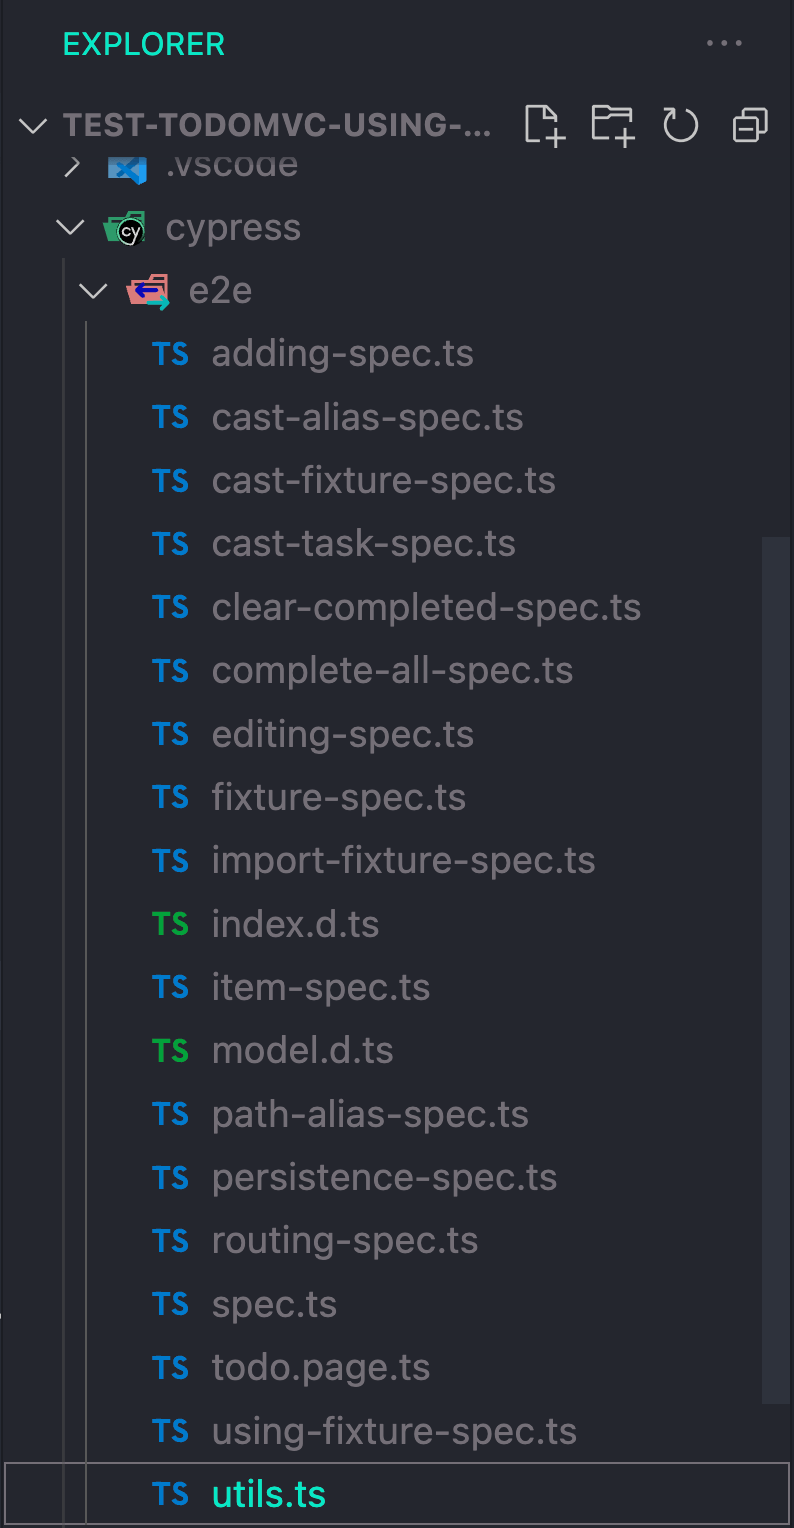 EXPLORER
TEST-TODOMVC-USING-...
.vscode
cy cypress
e2e
TS adding-spec.ts
TS cast-alias-spec.ts
TS cast-fixture-spec.ts
TS cast-task-spec.ts
TS clear-completed-spec.ts
TS complete-all-spec.ts
TS editing-spec.ts
TS fixture-spec.ts
TS import-fixture-spec.ts
TS index.d.ts
TS item-spec.ts
TS model.d.ts
TS path-alias-spec.ts
TS persistence-spec.ts
TS routing-spec.ts
TS spec.ts
TS todo.page.ts
TS using-fixture-spec.ts
TS utils.ts